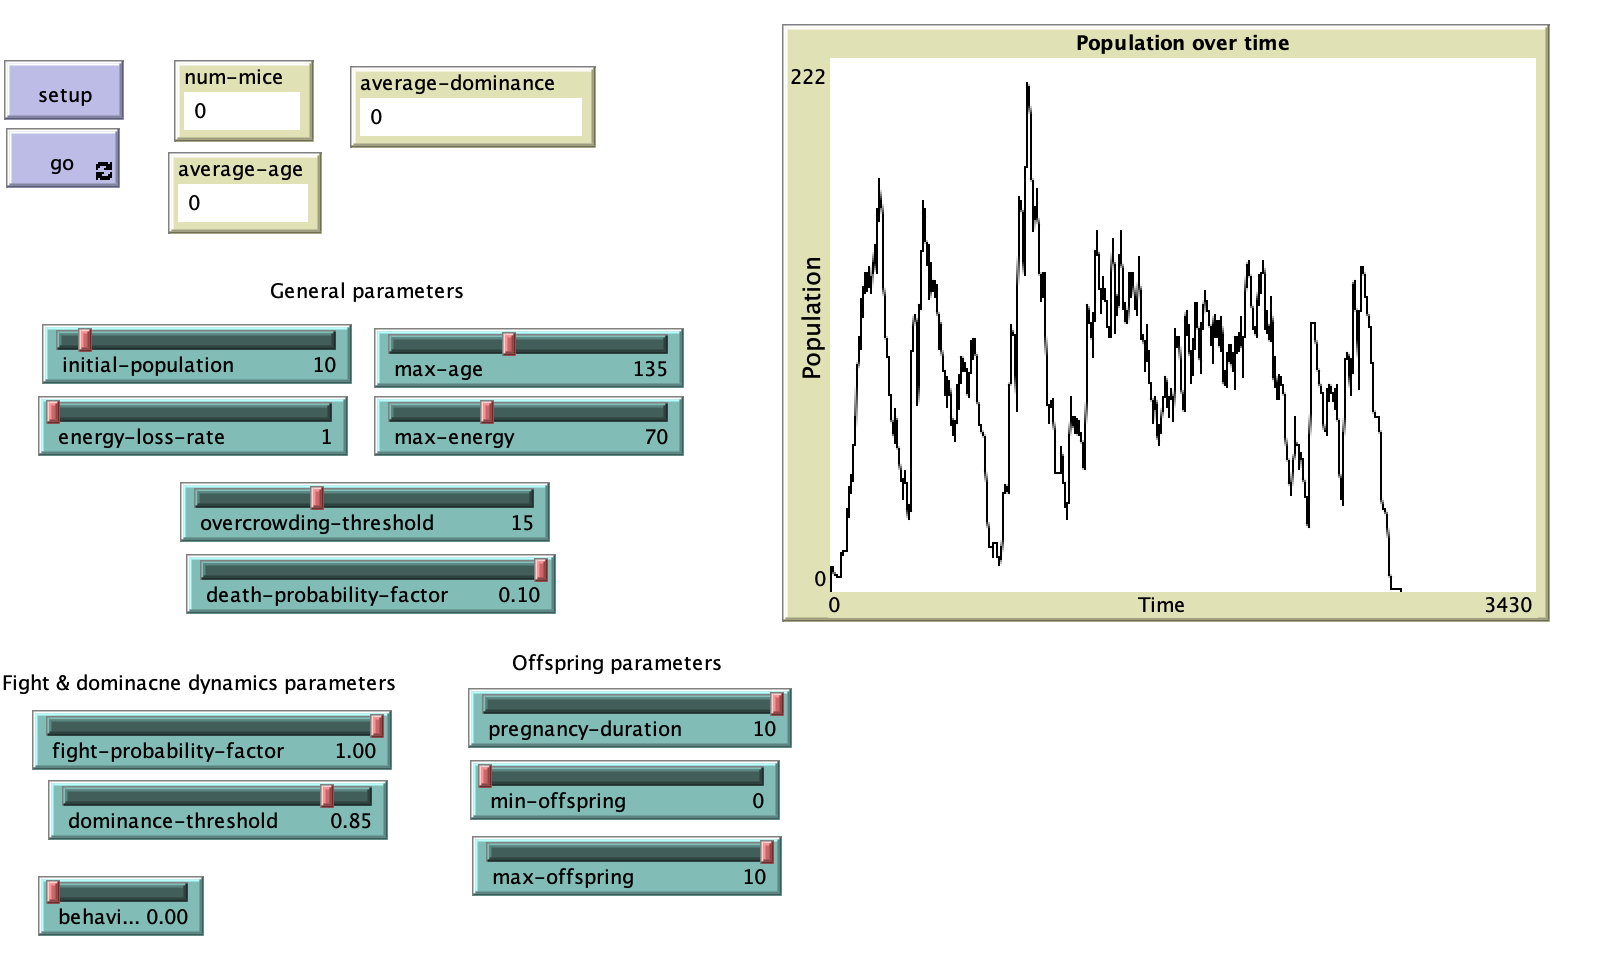 setup
go
num-mice
0
average-dominance
0
average-age
0
General parameters
initial-population 10
max-age 135
energy-loss-rate 1
max-energy 70
overcrowding-threshold 15
death-probability-factor 0.10
Fight & dominacne dynamics parameters
fight-probability-factor 1.00
dominance-threshold 0.85
behavi... 0.00
Offspring parameters
pregnancy-duration 10
min-offspring 0
max-offspring 10
Population over time
222
Population
0
0 Time 3430